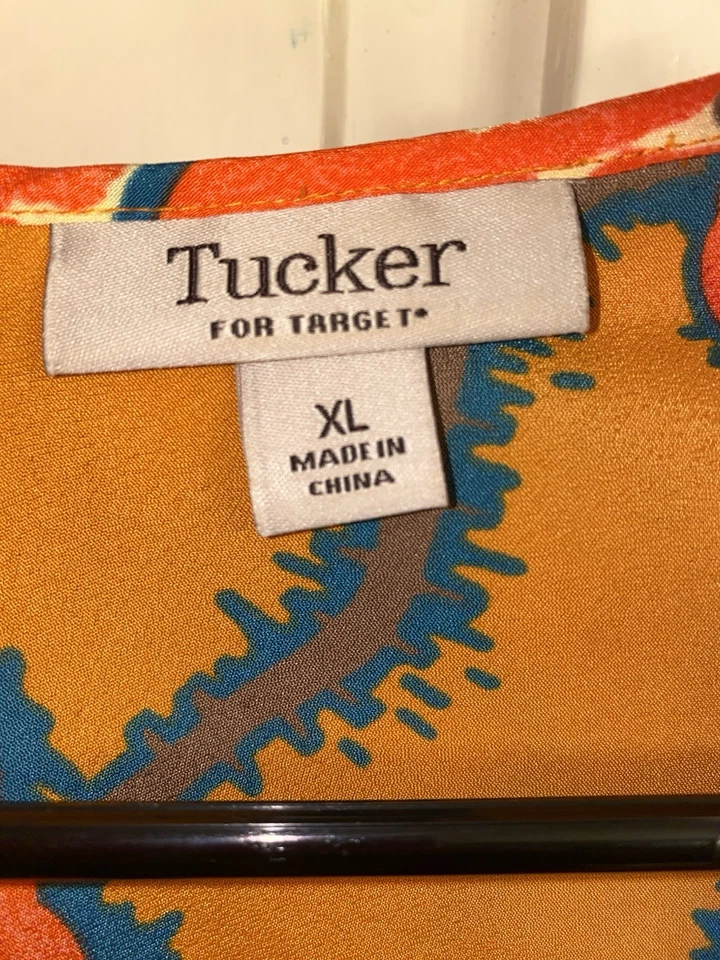 Tucker
FOR TARGET®
XL
MADE IN
CHINA